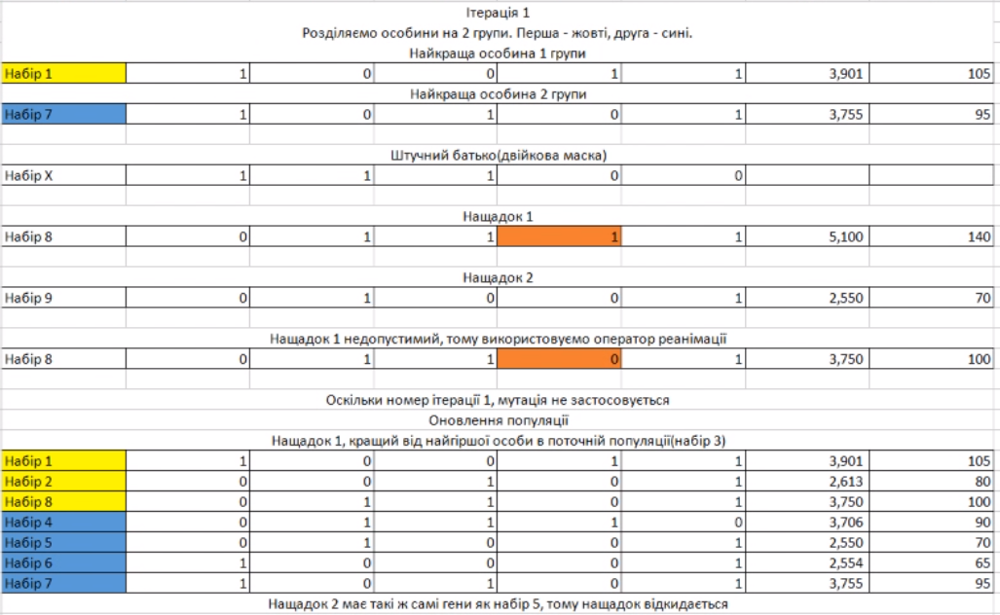 Ітерація 1
Розділяємо особини на 2 групи. Перша - жовті, друга - сині.
Найкраща особина 1 групи
Набір 1 1 0 0 1 1 3,901 105
Найкраща особина 2 групи
Набір 7 1 0 1 0 1 3,755 95
Штучний батько(двійкова маска)
Набір X 1 1 1 0 0
Нащадок 1
Набір 8 0 1 1 1 1 5,100 140
Нащадок 2
Набір 9 0 1 0 0 1 2,550 70
Нащадок 1 недопустимий, тому використовуємо оператор реанімації
Набір 8 0 1 1 0 1 3,750 100
Оскільки номер ітерації 1, мутація не застосовується
Оновлення популяції
Нащадок 1, кращий від найгіршої особи в поточній популяції(набір 3)
Набір 1 1 0 0 1 1 3,901 105
Набір 2 0 0 1 0 1 2,613 80
Набір 8 0 1 1 0 1 3,750 100
Набір 4 0 1 1 1 0 3,706 90
Набір 5 0 1 0 0 1 2,550 70
Набір 6 1 0 0 0 1 2,554 65
Набір 7 1 0 1 0 1 3,755 95
Нащадок 2 має такі ж самі гени як набір 5, тому нащадок відкидається